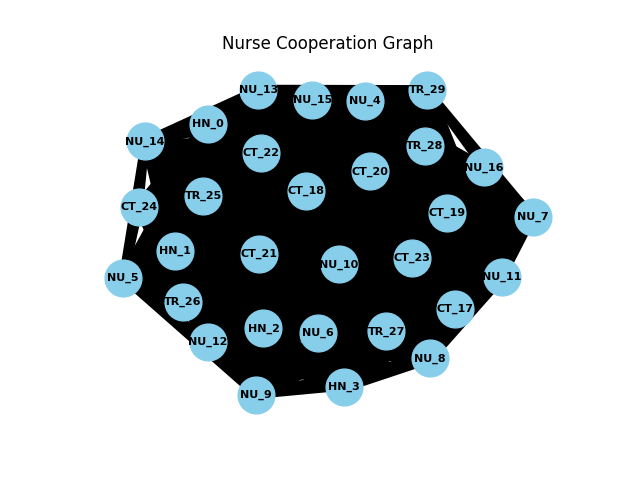 Nurse Cooperation Graph
NU_13
TR_29
NU_15
NU_4
HN_0
NU_14
TR_28
CT_22
NU_16
CT_20
CT_18
TR_25
CT_24
CT_19
NU_7
HN_1
CT_21
CT_23
NU_10
NU_5
NU_11
TR_26
CT_17
HN_2
TR_27
NU_6
NU_12
NU_8
HN_3
NU_9